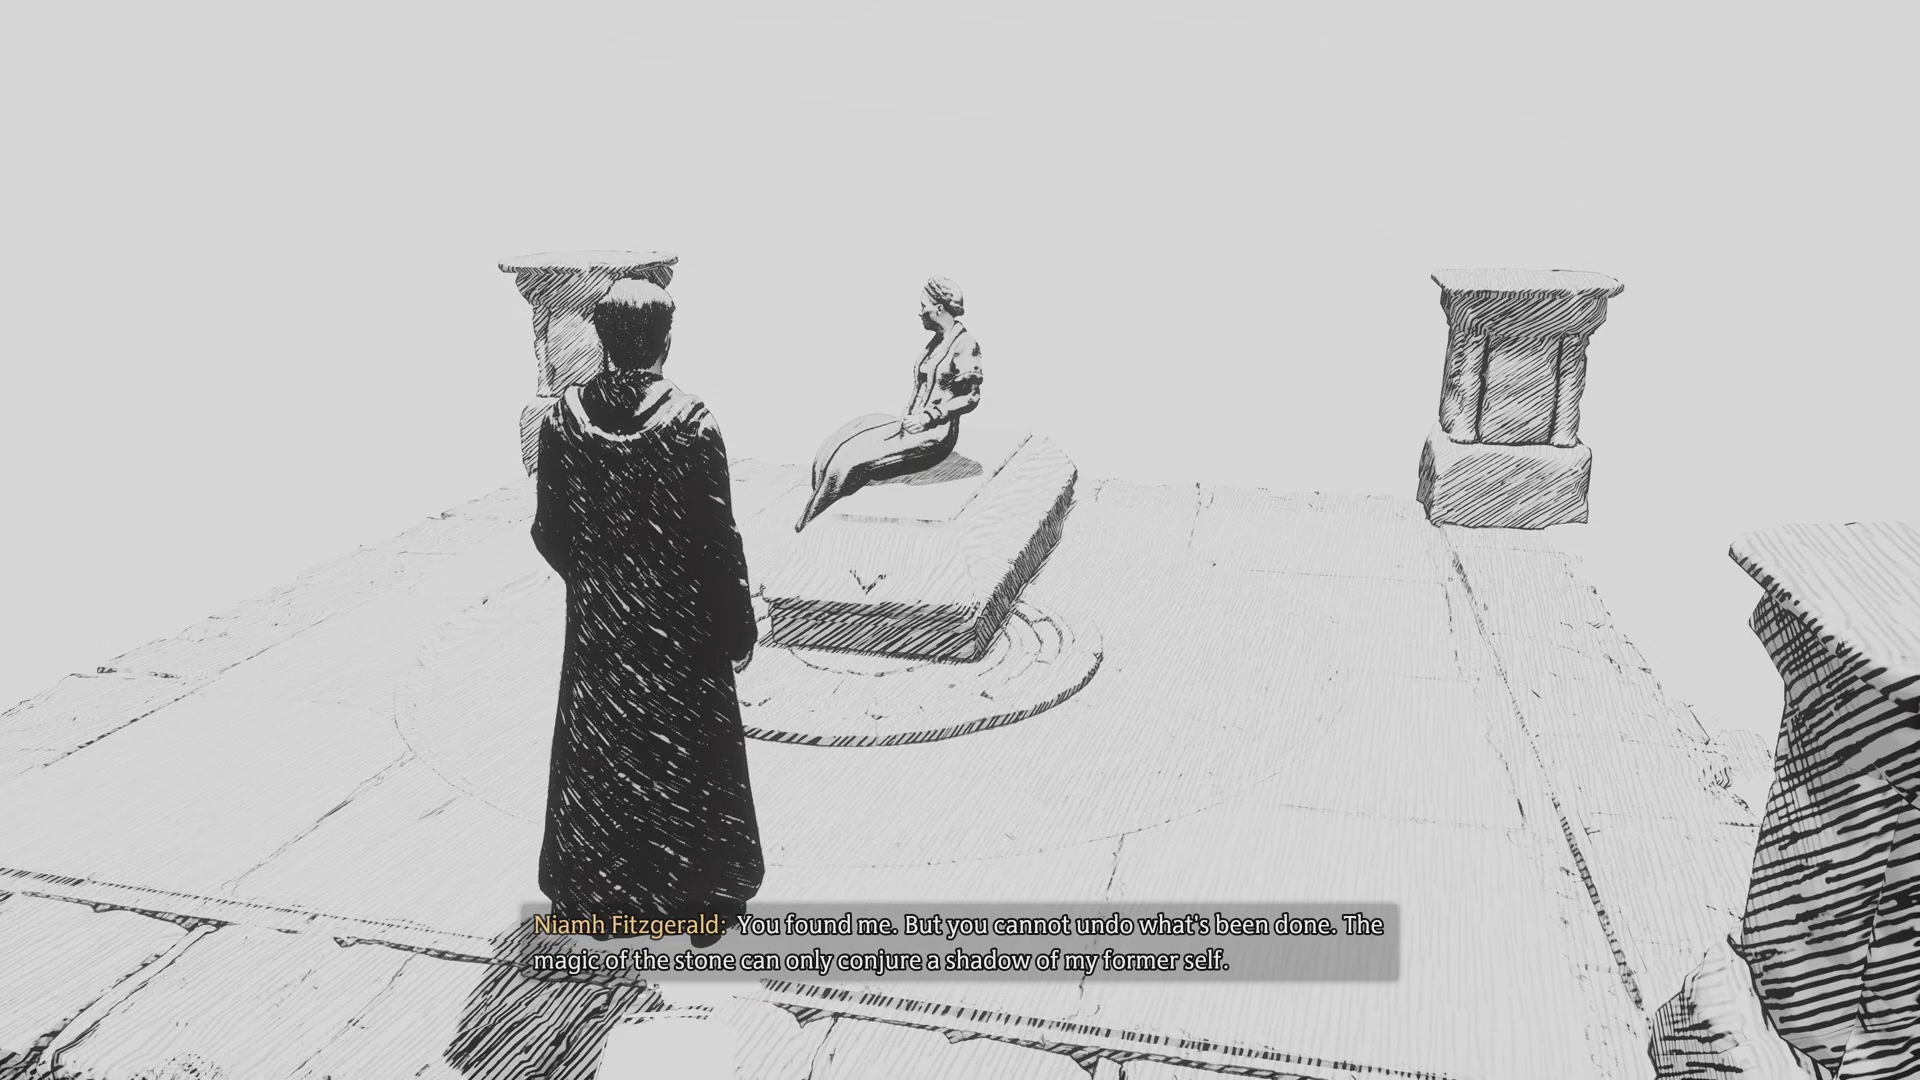 Niamh Fitzgerald: You found me. But you cannot undo what's been done. The
magic of the stone can only conjure a shadow of my former self.